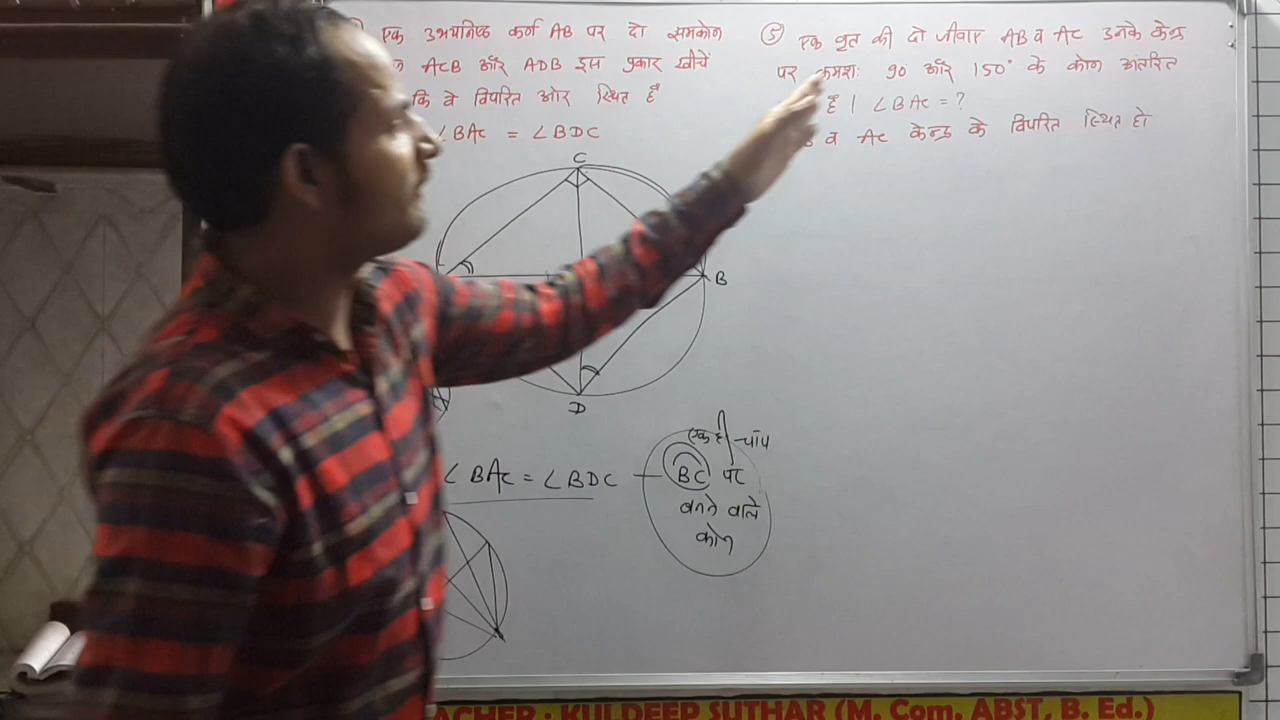 एक उभयनिष्ठ कर्ण AB पर दो समकोण
ACB और ADB इस प्रकार खींचें
कि वे विपरित ओर स्थित हैं
∠BAC = ∠BDC
C
B
D
∠BAC = ∠BDC
एक ही चाप
BC पर
बनने वाले
कोण
⑤ एक वृत की दो जीवाए AB व AC उनके केन्द्र
पर क्रमशः 90 और 150° के कोण अंतरित
है | ∠BAC = ?
व AC केन्द्र के विपरित स्थित हो
ACHER : KULDEEP SUTHAR (M. Com. ABST, B. Ed.)